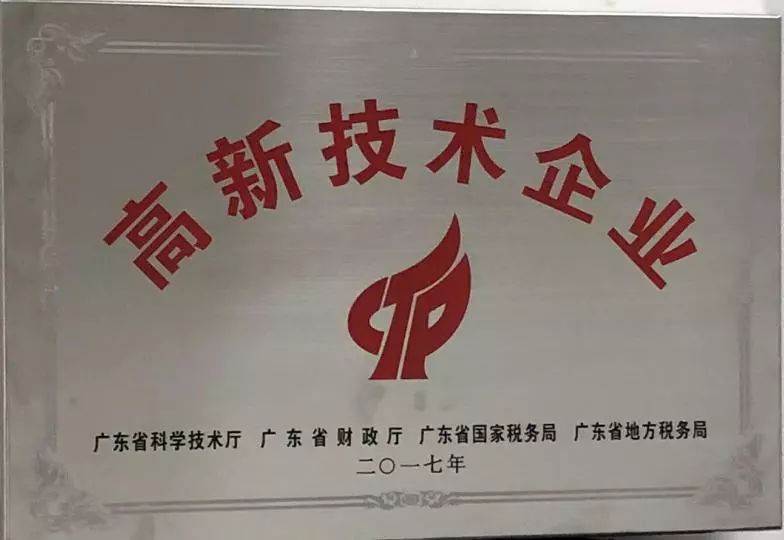 高新技术企业
广东省科学技术厅 广东省财政厅 广东省国家税务局 广东省地方税务局
二〇一七年